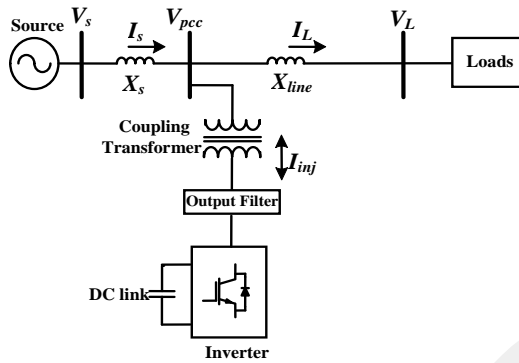 Source
V_s
I_s
V_pcc
I_L
V_L
Loads
X_s
X_line
Coupling
Transformer
I_inj
Output Filter
DC link
Inverter